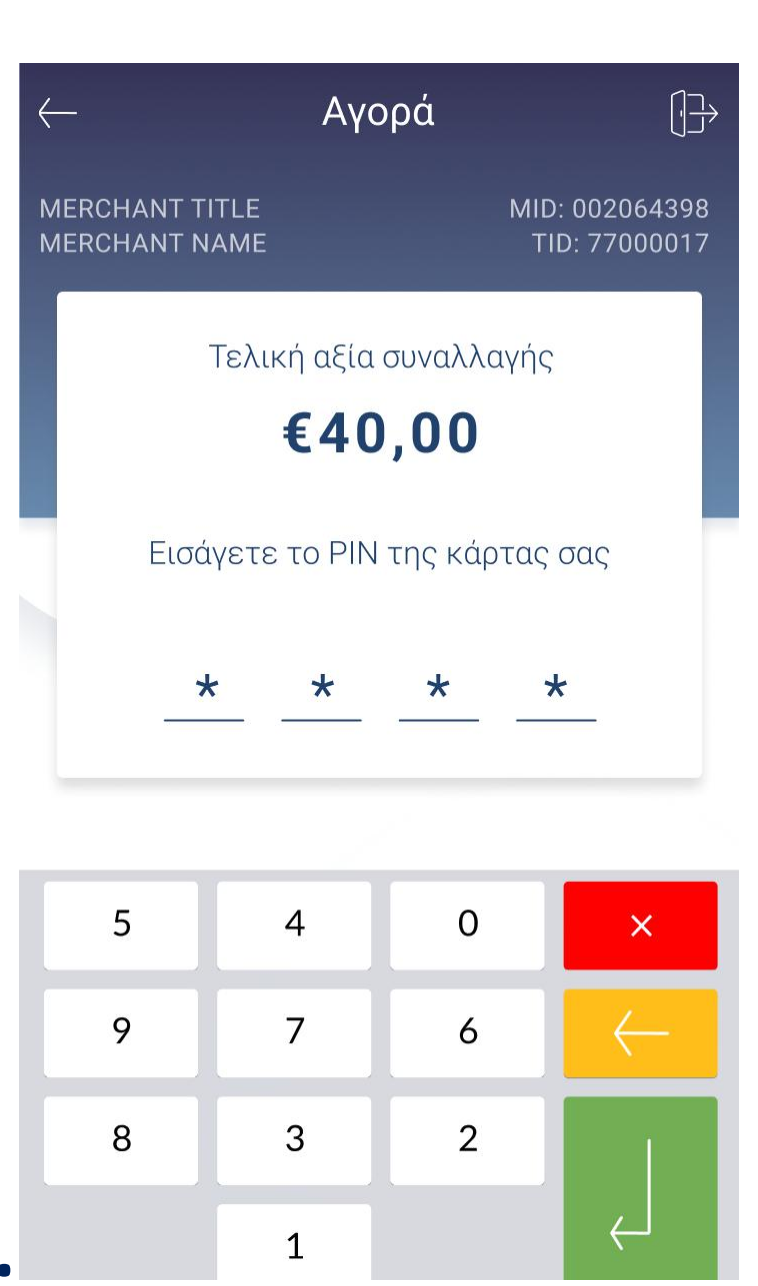 Αγορά
MERCHANT TITLE
MID: 002064398
MERCHANT NAME
TID: 77000017
Τελική αξία συναλλαγής
€40,00
Εισάγετε το PIN της κάρτας σας
* * * *
5 4 0
9 7 6
8 3 2
1